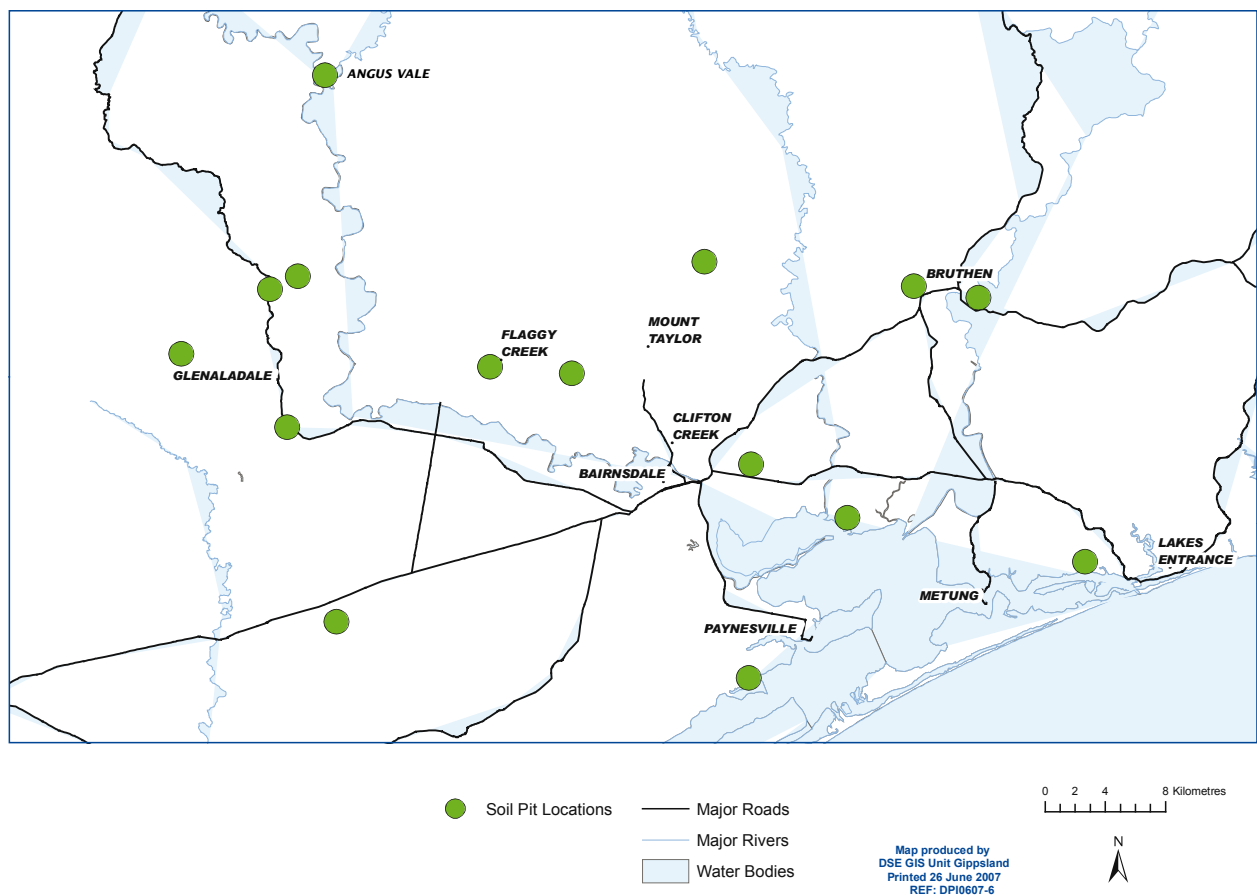 ANGUS VALE
BRUTHEN
MOUNT
TAYLOR
FLAGGY
CREEK
GLENALADALE
CLIFTON
CREEK
BAIRNSDALE
LAKES
ENTRANCE
METUNG
PAYNESVILLE
Soil Pit Locations
Major Roads
Major Rivers
Water Bodies
0 2 4 8 Kilometres
N
Map produced by
DSE GIS Unit Gippsland
Printed 26 June 2007
REF: DPI0607-6